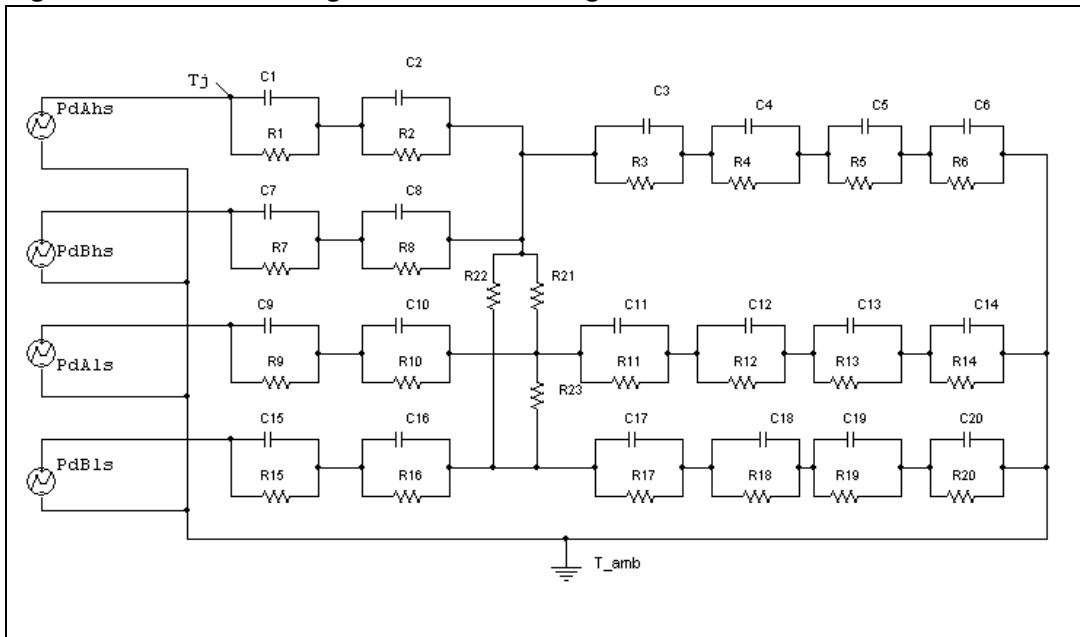 C2
C1
Tj
C3
C4
C5
C6
PdAhs
R1
R2
R3
R4
R5
R6
C7
C8
PdBhs
R7
R8
R22
R21
C9
C10
C11
C12
C13
C14
PdAls
R9
R10
R11
R12
R13
R14
R23
C15
C16
C17
C18
C19
C20
PdBls
R15
R16
R17
R18
R19
R20
T_amb